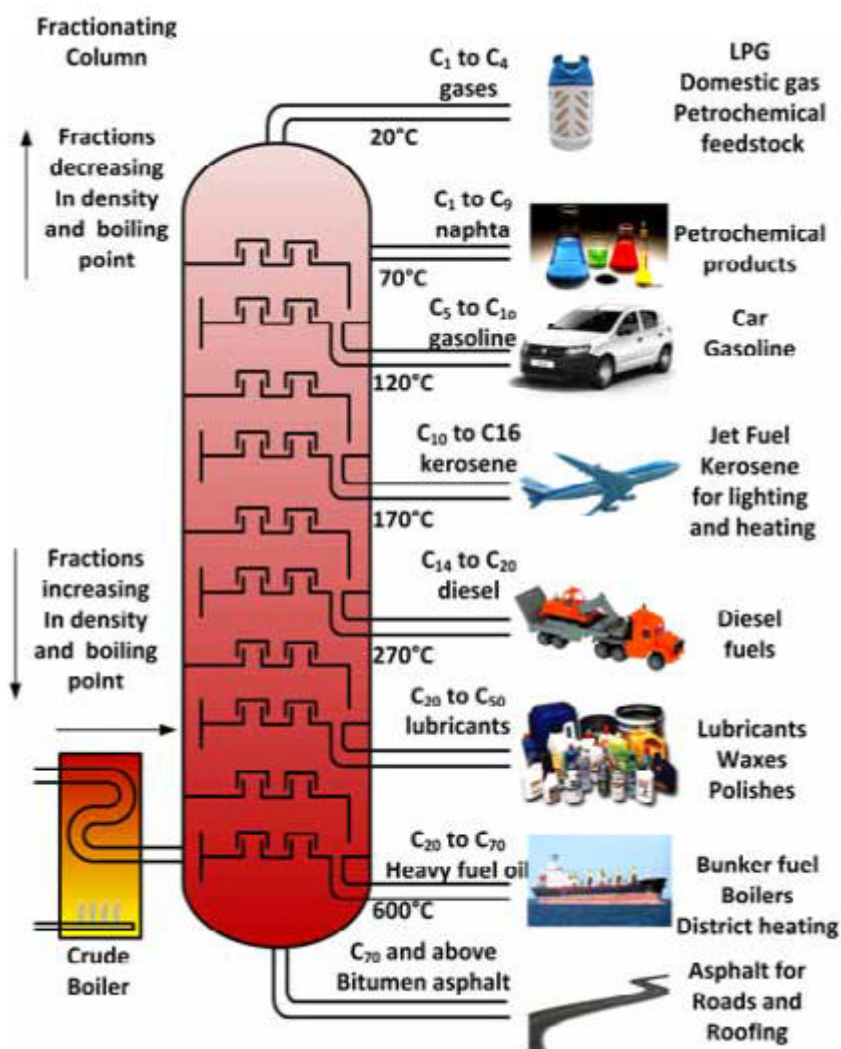 Fractionating
Column
C₁ to C₄
gases
20°C
LPG
Domestic gas
Petrochemical
feedstock
Fractions
decreasing
In density
and boiling
point
C₁ to C₉
naphta
70°C
Petrochemical
products
C₅ to C₁₀
gasoline
120°C
Car
Gasoline
C₁₀ to C16
kerosene
170°C
Jet Fuel
Kerosene
for lighting
and heating
Fractions
increasing
In density
and boiling
point
C₁₄ to C₂₀
diesel
270°C
Diesel
fuels
C₂₀ to C₅₀
lubricants
Lubricants
Waxes
Polishes
C₂₀ to C₇₀
Heavy fuel oil
600°C
Bunker fuel
Boilers
District heating
Crude
Boiler
C₇₀ and above
Bitumen asphalt
Asphalt for
Roads and
Roofing